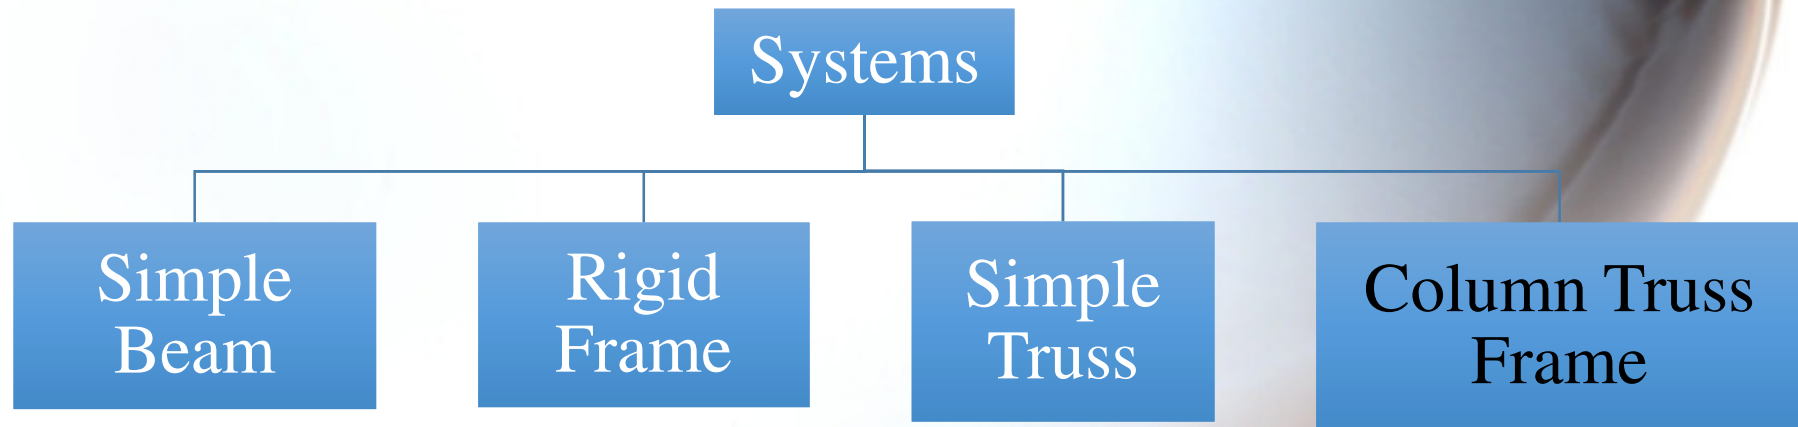 Systems
Simple
Beam
Rigid
Frame
Simple
Truss
Column Truss
Frame